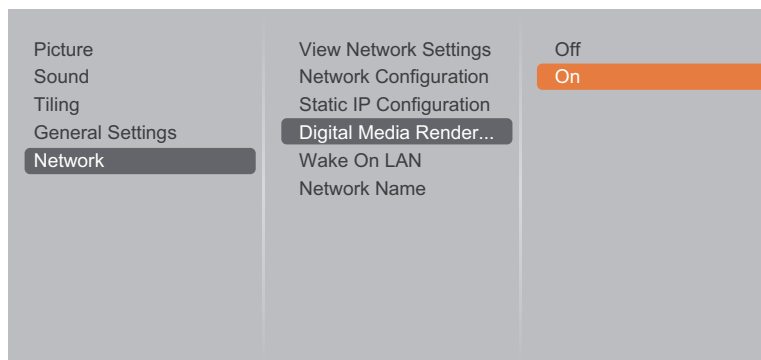 Picture
Sound
Tiling
General Settings
Network
View Network Settings
Network Configuration
Static IP Configuration
Digital Media Render...
Wake On LAN
Network Name
Off
On